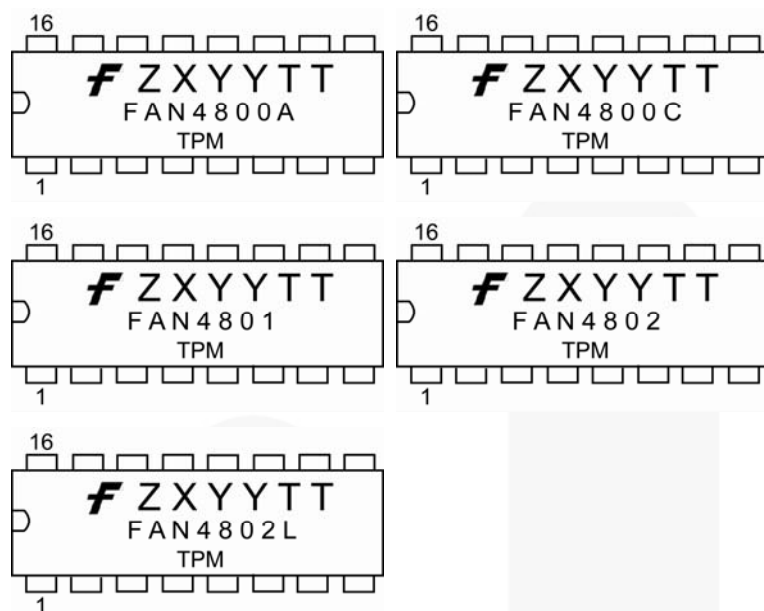 16
ZXYYTT
FAN4800A
TPM
1
16
ZXYYTT
FAN4800C
TPM
1
16
ZXYYTT
FAN4801
TPM
1
16
ZXYYTT
FAN4802
TPM
1
16
ZXYYTT
FAN4802L
TPM
1